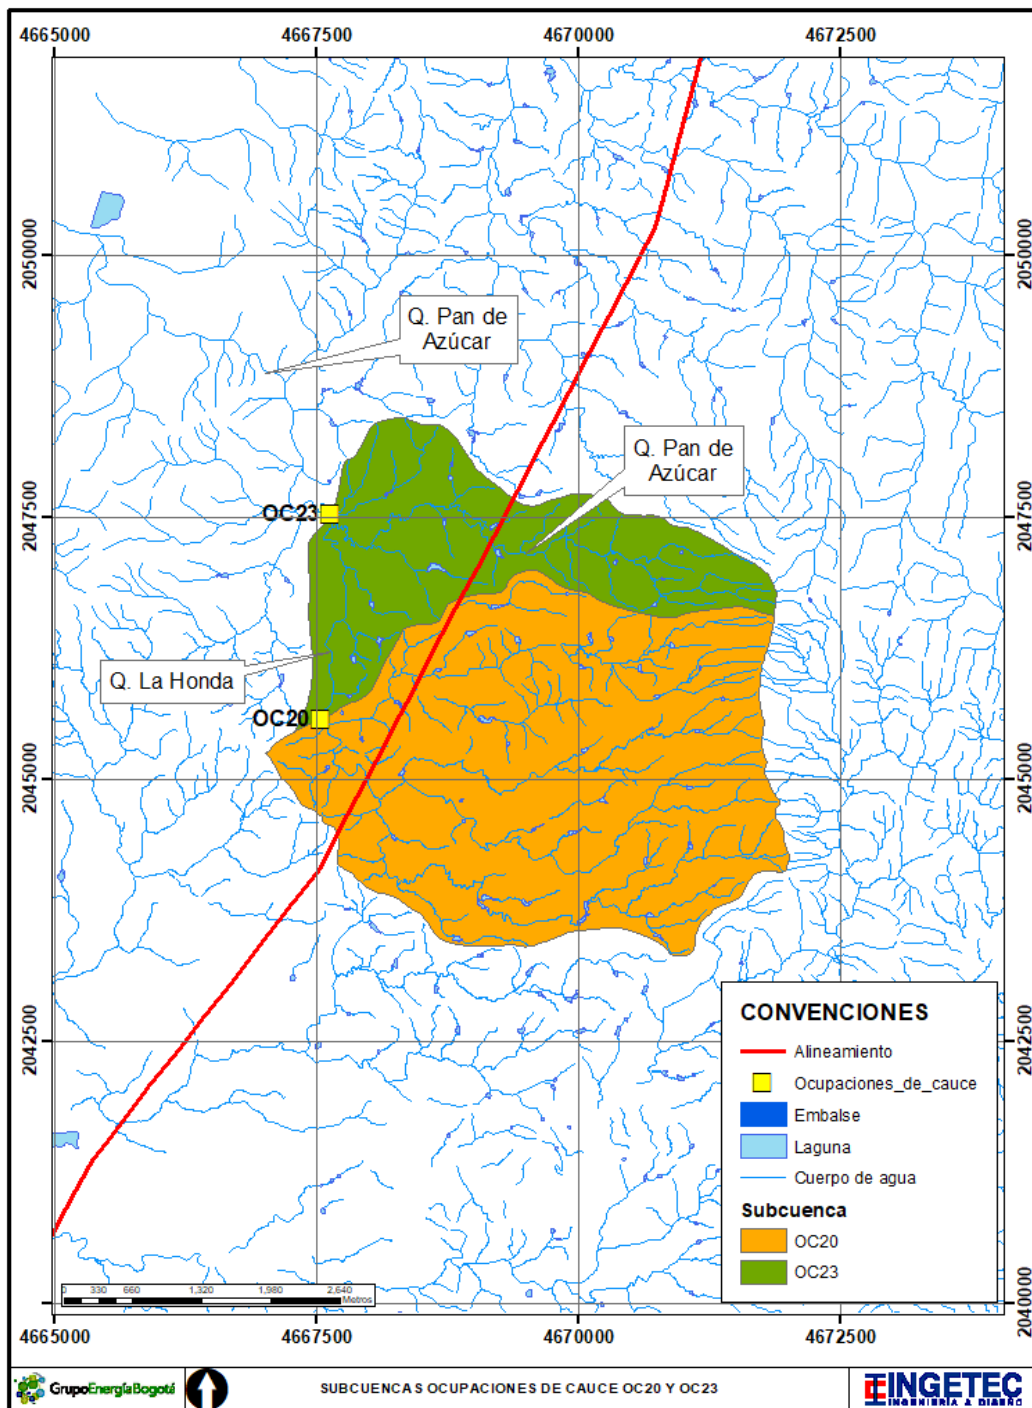 4665000 4667500 4670000 4672500
2050000
2050000
Q. Pan de
Azúcar
Q. Pan de
Azúcar
2047500
OC23
2047500
Q. La Honda
OC20
2045000
2045000
2042500
2042500
2040000
CONVENCIONES
Alineamiento
Ocupaciones_de_cauce
Embalse
Laguna
Cuerpo de agua
Subcuenca
OC20
OC23
0 330 660 1,320 1,980 2,640
Metros
4665000 4667500 4670000 4672500
GrupoEnergíaBogotá
SUBCUENCAS OCUPACIONES DE CAUCE OC20 Y OC23
INGETEC
INGENIERÍA & DISEÑO